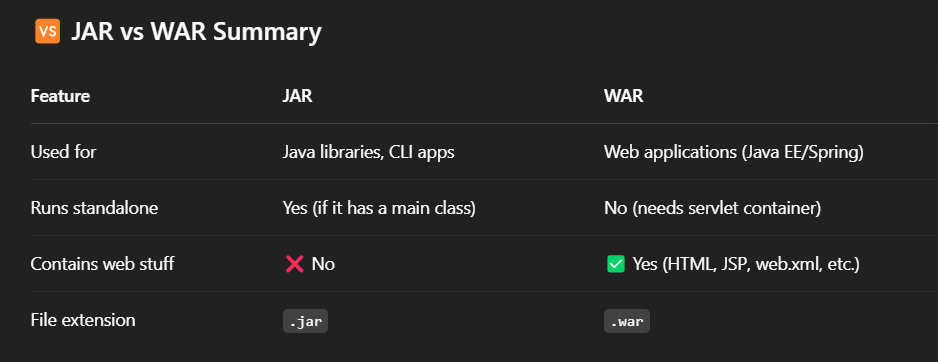 VS JAR vs WAR Summary
Feature JAR WAR
Used for Java libraries, CLI apps Web applications (Java EE/Spring)
Runs standalone Yes (if it has a main class) No (needs servlet container)
Contains web stuff ❌ No ✅ Yes (HTML, JSP, web.xml, etc.)
File extension .jar .war